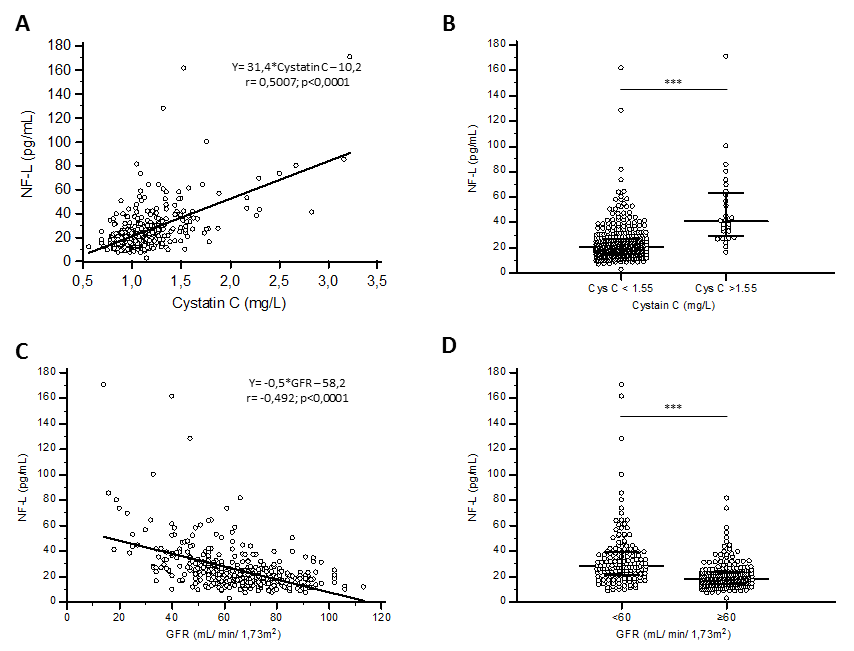 A
180
160
140
120
100
80
60
40
20
0
NF-L (pg/mL)
Y= 31,4*Cystatin C – 10,2
r= 0,5007; p<0,0001
0,5 1,0 1,5 2,0 2,5 3,0 3,5
Cystatin C (mg/L)
B
180
160
140
120
100
80
60
40
20
0
NF-L (pg/mL)
***
Cys C < 1.55 Cys C >1.55
Cystain C (mg/L)
C
180
160
140
120
100
80
60
40
20
0
NF-L (pg/mL)
Y= -0,5*GFR – 58,2
r= -0,492; p<0,0001
0 20 40 60 80 100 120
GFR (mL/ min/ 1,73m²)
D
180
160
140
120
100
80
60
40
20
0
NF-L (pg/mL)
***
<60 ≥60
GFR (mL/ min/ 1,73m²)